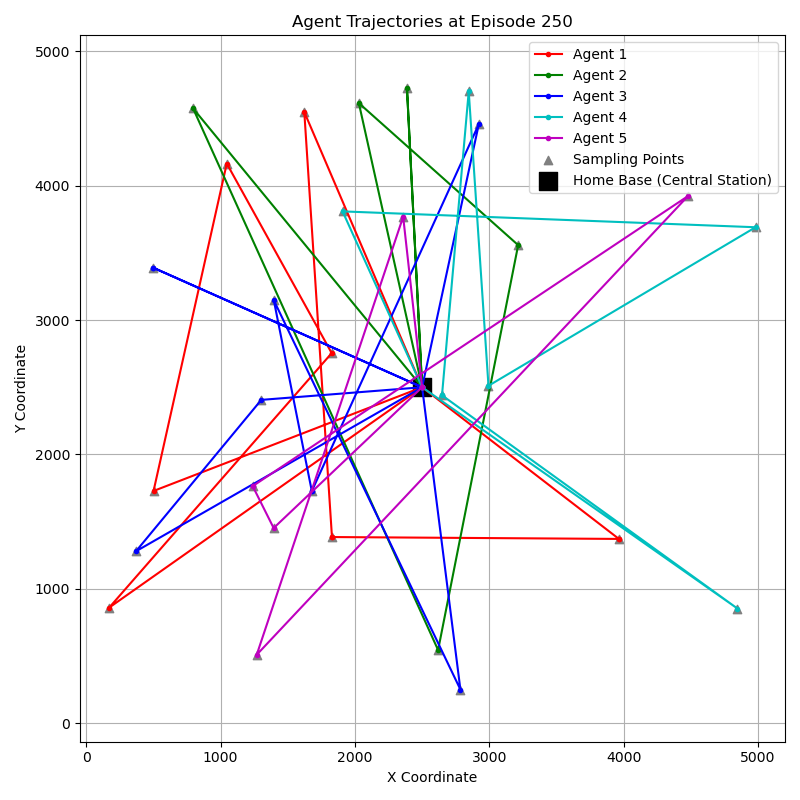 Agent Trajectories at Episode 250
Agent 1
Agent 2
Agent 3
Agent 4
Agent 5
Sampling Points
Home Base (Central Station)
Y Coordinate
5000
4000
3000
2000
1000
0
0 1000 2000 3000 4000 5000
X Coordinate